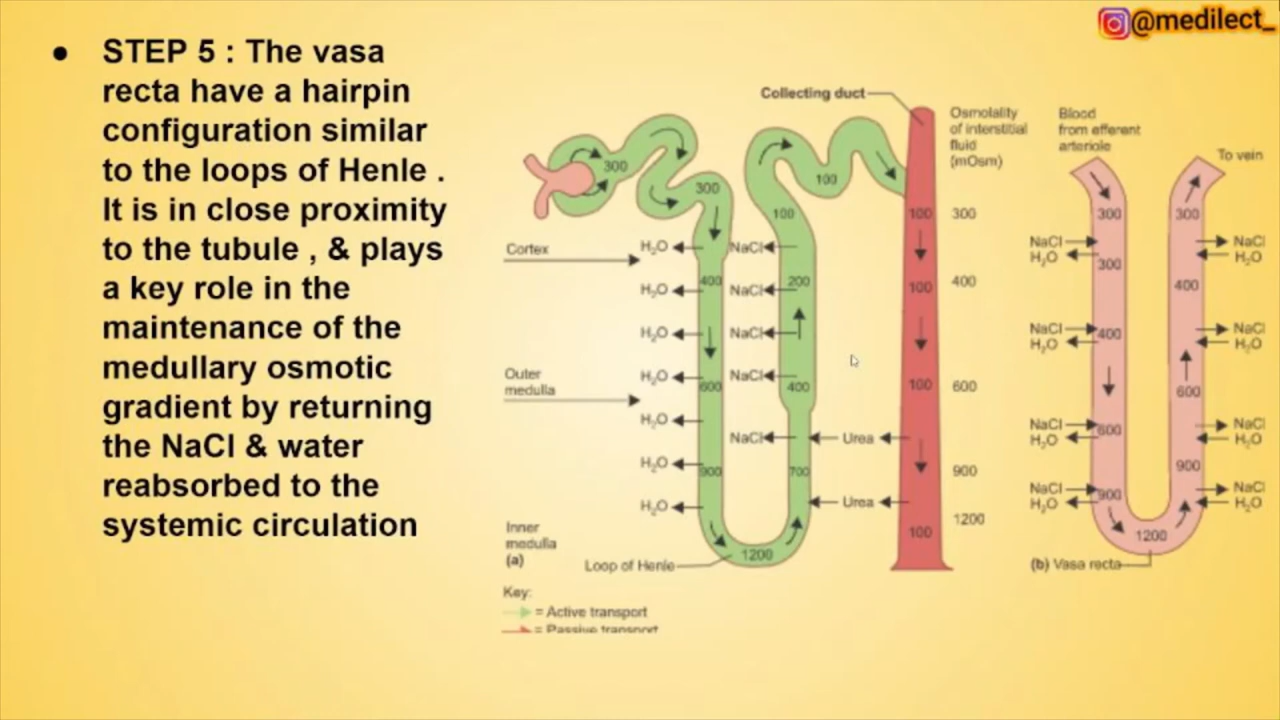 @medilect_
● STEP 5 : The vasa
recta have a hairpin
configuration similar
to the loops of Henle .
It is in close proximity
to the tubule , & plays
a key role in the
maintenance of the
medullary osmotic
gradient by returning
the NaCl & water
reabsorbed to the
systemic circulation
Collecting duct
300
300
Cortex
H₂O
H₂O
H₂O
H₂O
H₂O
H₂O
H₂O
400
600
900
1200
Outer
medulla
Inner
medulla
(a)
Loop of Henle
NaCl
NaCl
NaCl
NaCl
NaCl
100
100
200
400
700
Urea
Urea
100
100
100
100
Osmolality
of interstitial
fluid
(mOsm)
300
400
600
900
1200
Blood
from efferent
arteriole
To vein
NaCl
H₂O
NaCl
H₂O
NaCl
H₂O
NaCl
H₂O
300
300
400
600
900
1200
300
400
600
900
NaCl
H₂O
NaCl
H₂O
NaCl
H₂O
NaCl
H₂O
(b) Vasa recta
Key:
= Active transport
= Passive transport